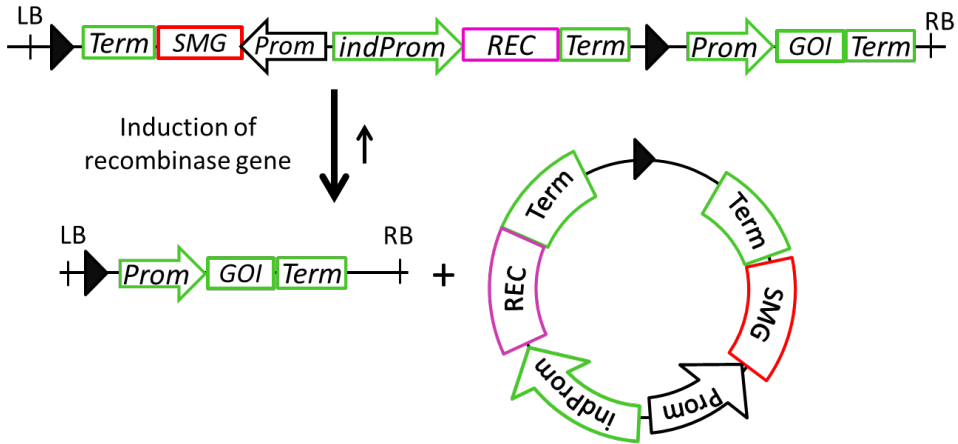 LB
RB
Term SMG Prom indProm REC Term Prom GOI Term
Induction of
recombinase gene
LB
RB
Prom GOI Term
+
Term
Term
REC
SMG
indProm
Prom